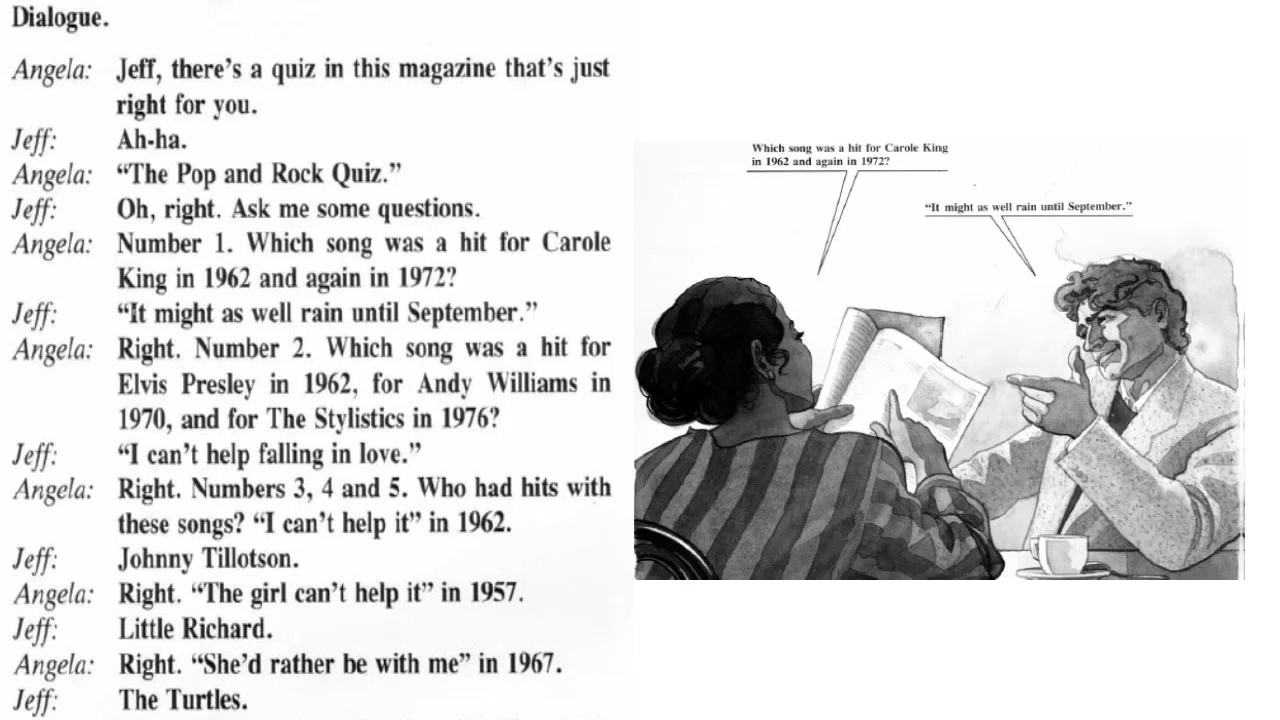 Dialogue.
Angela: Jeff, there's a quiz in this magazine that's just
right for you.
Jeff: Ah-ha.
Angela: “The Pop and Rock Quiz.”
Jeff: Oh, right. Ask me some questions.
Angela: Number 1. Which song was a hit for Carole
King in 1962 and again in 1972?
Jeff: “It might as well rain until September.”
Angela: Right. Number 2. Which song was a hit for
Elvis Presley in 1962, for Andy Williams in
1970, and for The Stylistics in 1976?
Jeff: “I can't help falling in love.”
Angela: Right. Numbers 3, 4 and 5. Who had hits with
these songs? “I can't help it” in 1962.
Jeff: Johnny Tillotson.
Angela: Right. “The girl can't help it” in 1957.
Jeff: Little Richard.
Angela: Right. “She'd rather be with me” in 1967.
Jeff: The Turtles.
Which song was a hit for Carole King
in 1962 and again in 1972?
“It might as well rain until September.”